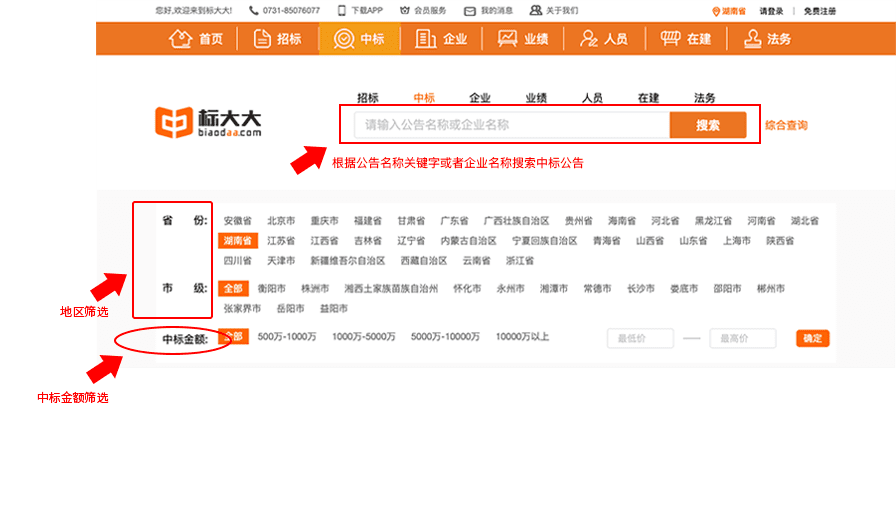 您好,欢迎来到标大大! 0731-85076077 下载APP 会员服务 我的消息 关于我们 湖南省 请登录 | 免费注册
首页 招标 中标 企业 业绩 人员 在建 法务
招标 中标 企业 业绩 人员 在建 法务
标大大
biaodaa.com
请输入公告名称或企业名称 搜索 综合查询
根据公告名称关键字或者企业名称搜索中标公告
省 份: 安徽省 北京市 重庆市 福建省 甘肃省 广东省 广西壮族自治区 贵州省 海南省 河北省 黑龙江省 河南省 湖北省
湖南省 江苏省 江西省 吉林省 辽宁省 内蒙古自治区 宁夏回族自治区 青海省 山西省 山东省 上海市 陕西省
四川省 天津市 新疆维吾尔自治区 西藏自治区 云南省 浙江省
市 级: 全部 衡阳市 株洲市 湘西土家族苗族自治州 怀化市 永州市 湘潭市 常德市 长沙市 娄底市 邵阳市 郴州市
张家界市 岳阳市 益阳市
地区筛选
中标金额: 全部 500万-1000万 1000万-5000万 5000万-10000万 10000万以上 最低价 最高价 确定
中标金额筛选